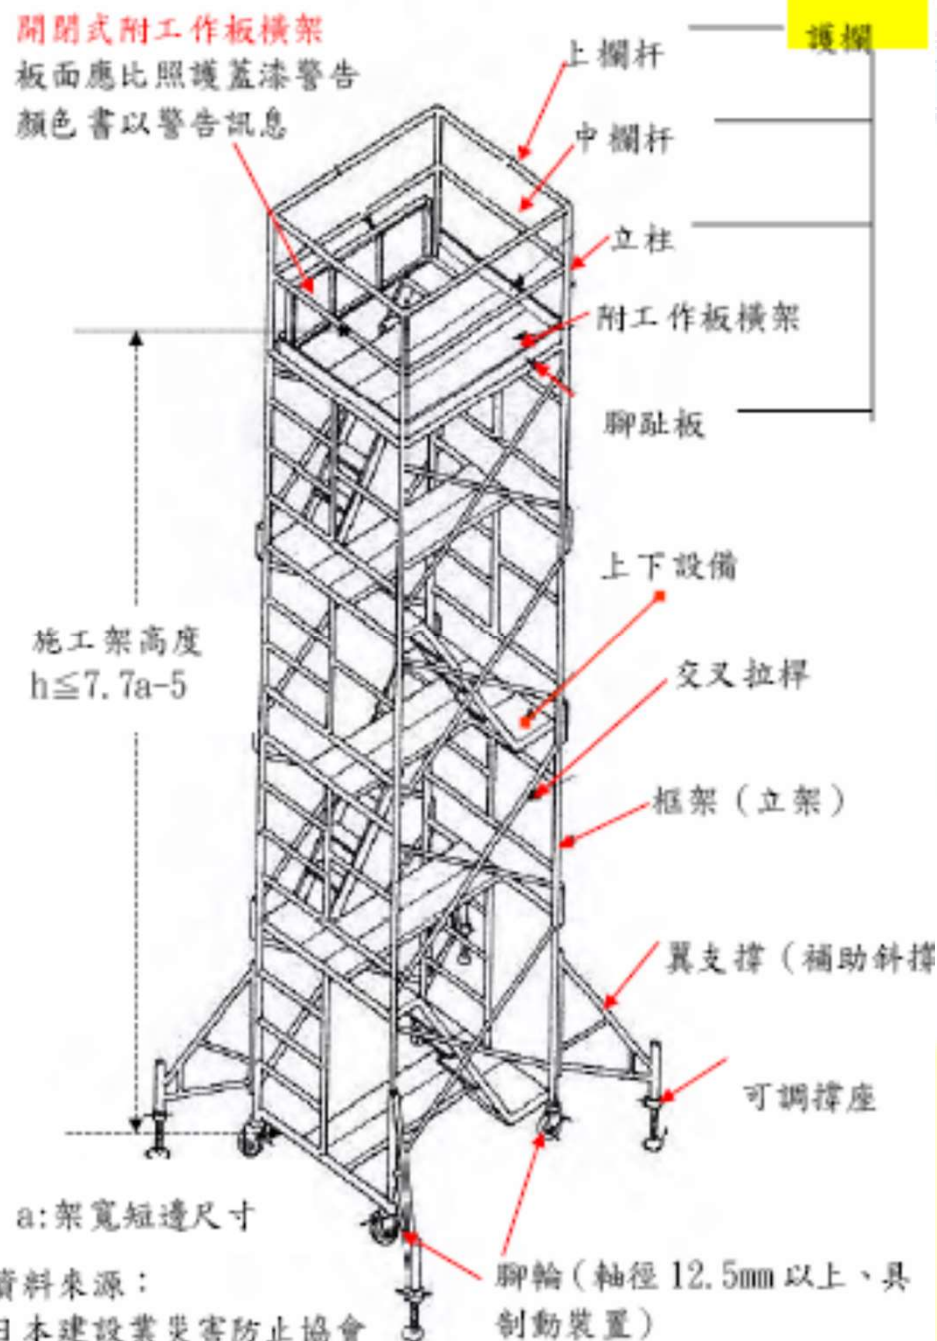 開閉式附工作板橫架
板面應比照護蓋漆警告
顏色書以警告訊息
護欄
上欄杆
中欄杆
立柱
附工作板橫架
腳趾板
上下設備
施工架高度
h≦7.7a-5
交叉拉桿
框架（立架）
翼支撐（補助斜撐
可調撐座
a:架寬短邊尺寸
資料來源：
日本建設業災害防止協會
腳輪（軸徑 12.5mm 以上、具
制動裝置）